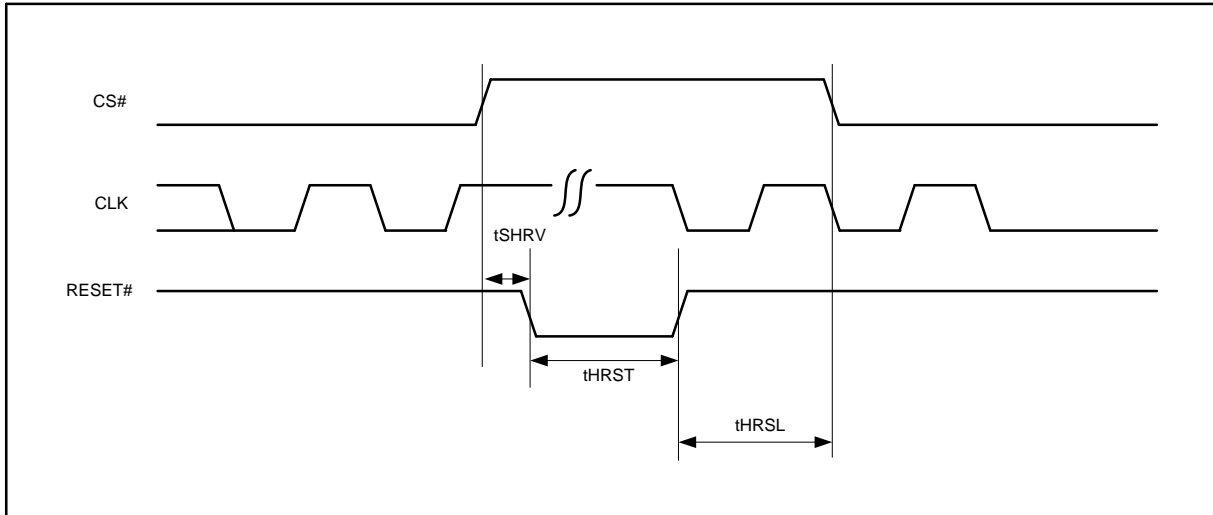 CS#
CLK
tSHRV
RESET#
tHRST
tHRSL